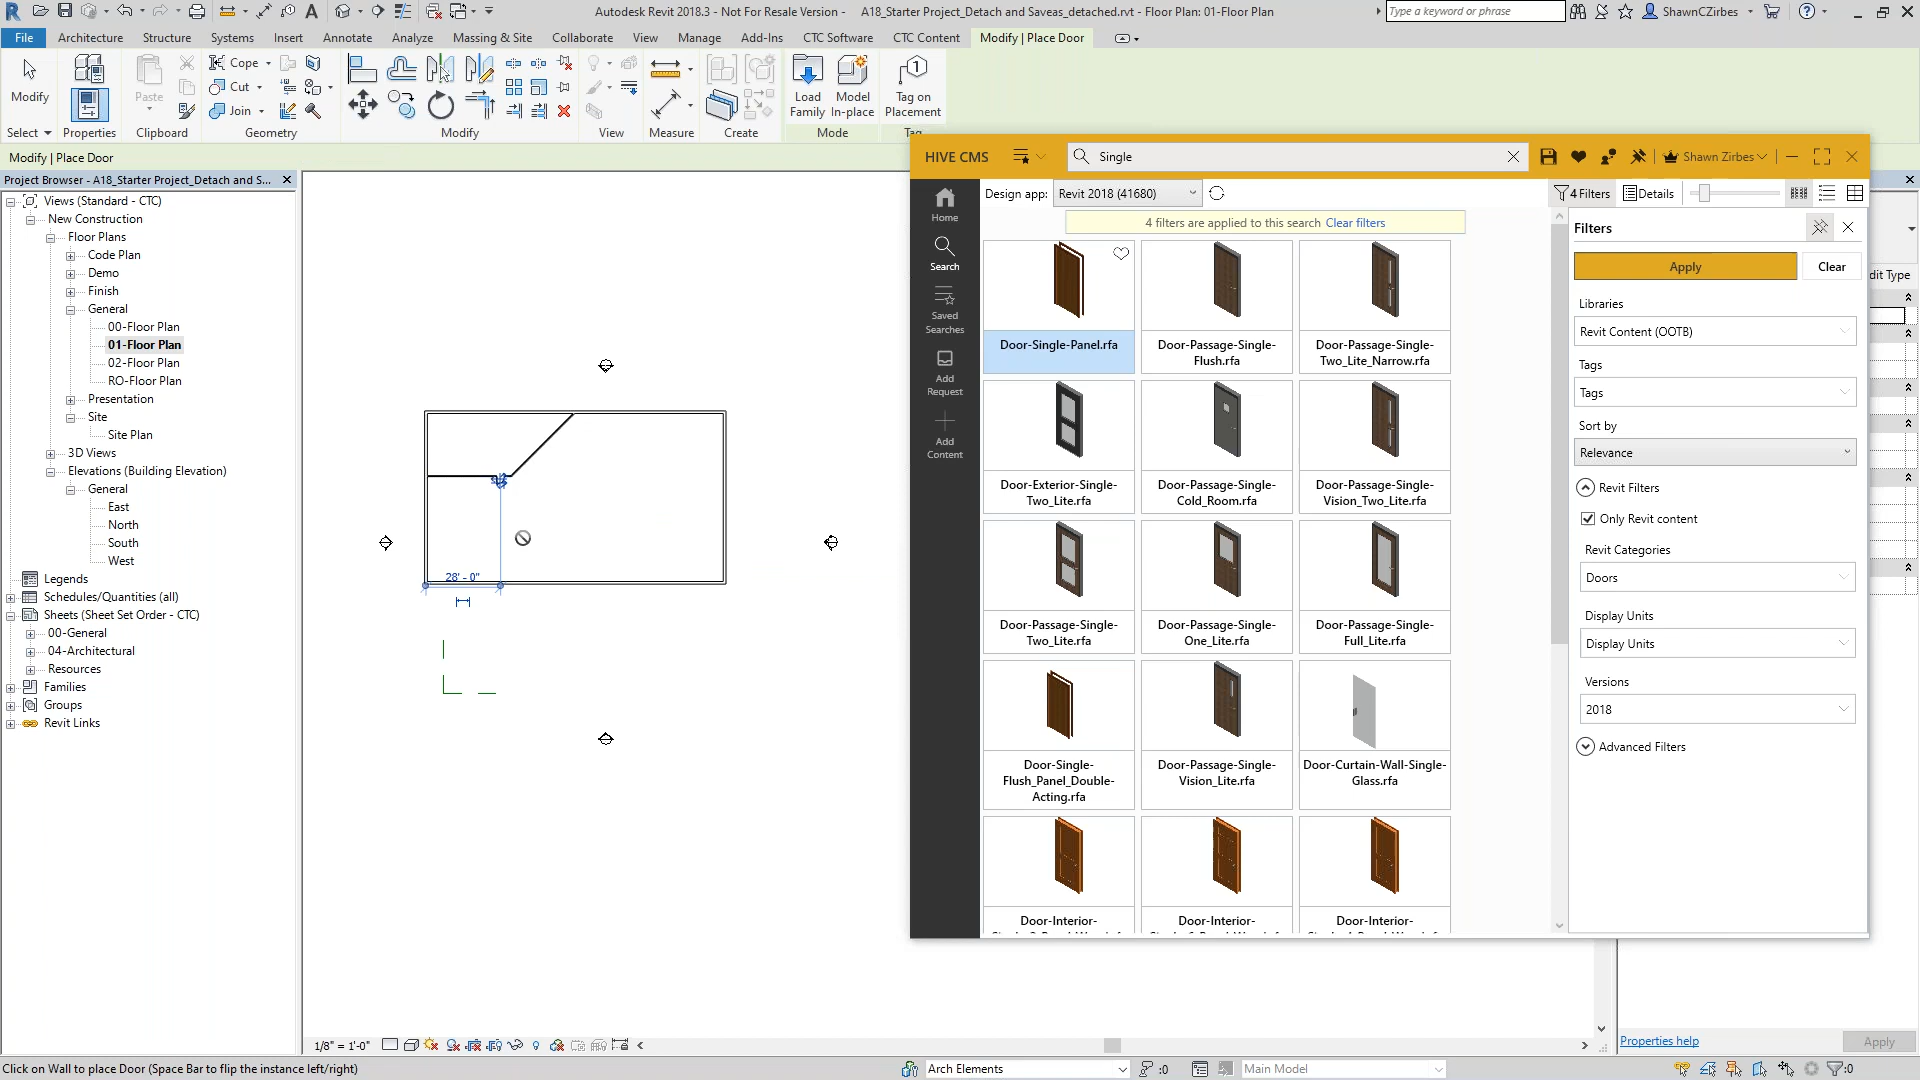 Autodesk Revit 2018.3 - Not For Resale Version -    A18_Starter Project_Detach and Saveas_detached.rvt - Floor Plan: 01-Floor Plan
Type a keyword or phrase
ShawnCZirbes
File Architecture Structure Systems Insert Annotate Analyze Massing & Site Collaborate View Manage Add-Ins CTC Software CTC Content Modify | Place Door
Modify
Paste
Cope
Cut
Join
Load Family
Model In-place
Tag on Placement
Select Properties Clipboard Geometry Modify View Measure Create Mode
Modify | Place Door
Project Browser - A18_Starter Project_Detach and S...
Views (Standard - CTC)
New Construction
Floor Plans
Code Plan
Demo
Finish
General
00-Floor Plan
01-Floor Plan
02-Floor Plan
RO-Floor Plan
Presentation
Site
Site Plan
3D Views
Elevations (Building Elevation)
General
East
North
South
West
Legends
Schedules/Quantities (all)
Sheets (Sheet Set Order - CTC)
00-General
04-Architectural
Resources
Families
Groups
Revit Links
28' - 0"
HIVE CMS
Single
Shawn Zirbes
Home
Search
Saved Searches
Add Request
Add Content
Design app: Revit 2018 (41680)
4 Filters
Details
4 filters are applied to this search Clear filters
Door-Single-Panel.rfa
Door-Passage-Single-Flush.rfa
Door-Passage-Single-Two_Lite_Narrow.rfa
Door-Exterior-Single-Two_Lite.rfa
Door-Passage-Single-Cold_Room.rfa
Door-Passage-Single-Vision_Two_Lite.rfa
Door-Passage-Single-Two_Lite.rfa
Door-Passage-Single-One_Lite.rfa
Door-Passage-Single-Full_Lite.rfa
Door-Single-Flush_Panel_Double-Acting.rfa
Door-Passage-Single-Vision_Lite.rfa
Door-Curtain-Wall-Single-Glass.rfa
Door-Interior-
Door-Interior-
Door-Interior-
Filters
Apply
Clear
Libraries
Revit Content (OOTB)
Tags
Tags
Sort by
Relevance
Revit Filters
Only Revit content
Revit Categories
Doors
Display Units
Display Units
Versions
2018
Advanced Filters
dit Type
1/8" = 1'-0"
Properties help
Apply
Click on Wall to place Door (Space Bar to flip the instance left/right)
Arch Elements
:0
Main Model
:0